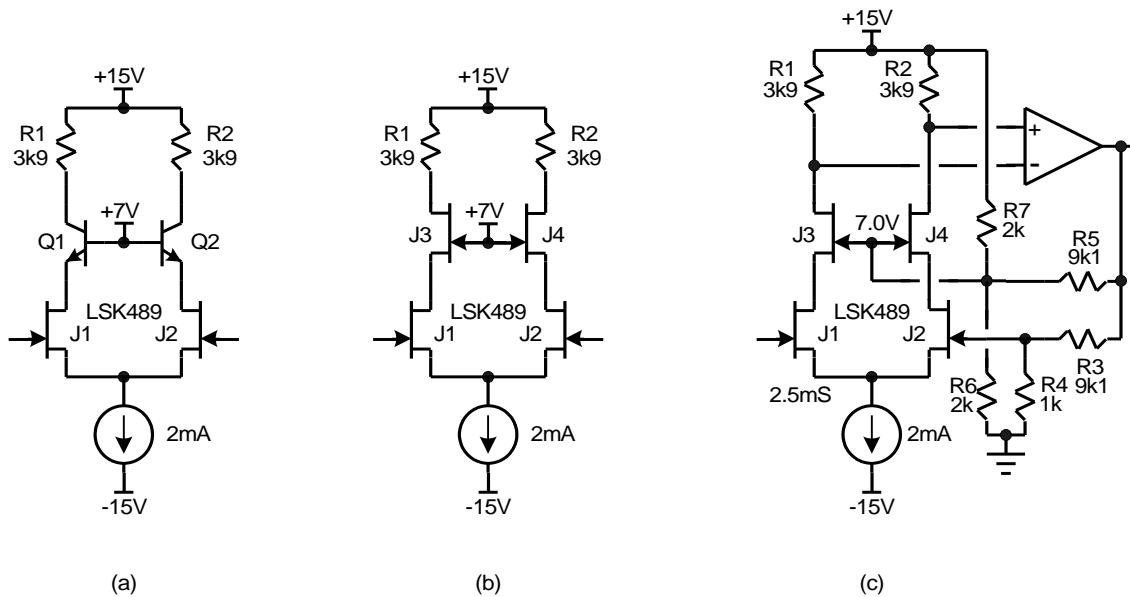 +15V
R1
3k9
R2
3k9
+7V
Q1
Q2
LSK489
J1
J2
2mA
-15V
(a)
+15V
R1
3k9
R2
3k9
+7V
J3
J4
LSK489
J1
J2
2mA
-15V
(b)
+15V
R1
3k9
R2
3k9
+
-
J3
7.0V
J4
R7
2k
R5
9k1
LSK489
J1
J2
R3
9k1
2.5mS
R6
2k
R4
1k
2mA
-15V
(c)